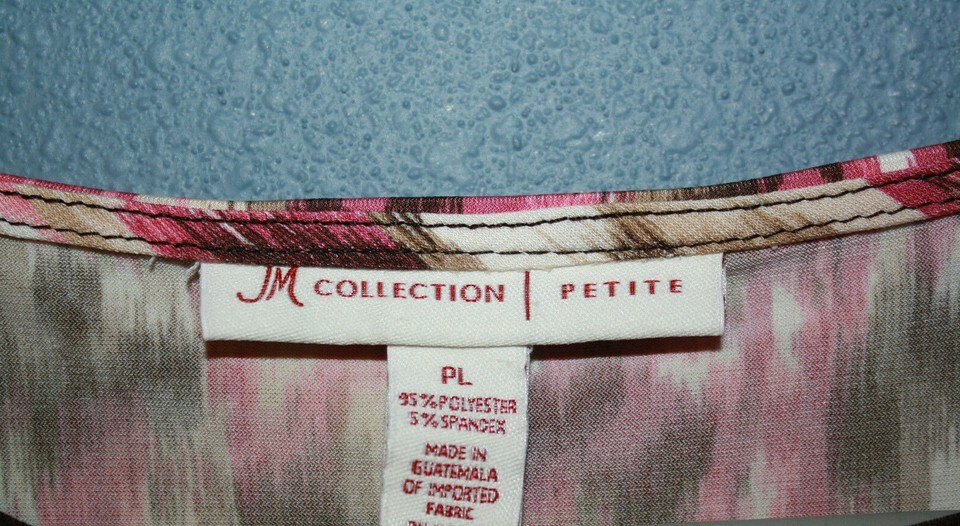 JM COLLECTION | PETITE
PL
95% POLYESTER
5% SPANDEX
MADE IN
GUATEMALA
OF IMPORTED
FABRIC